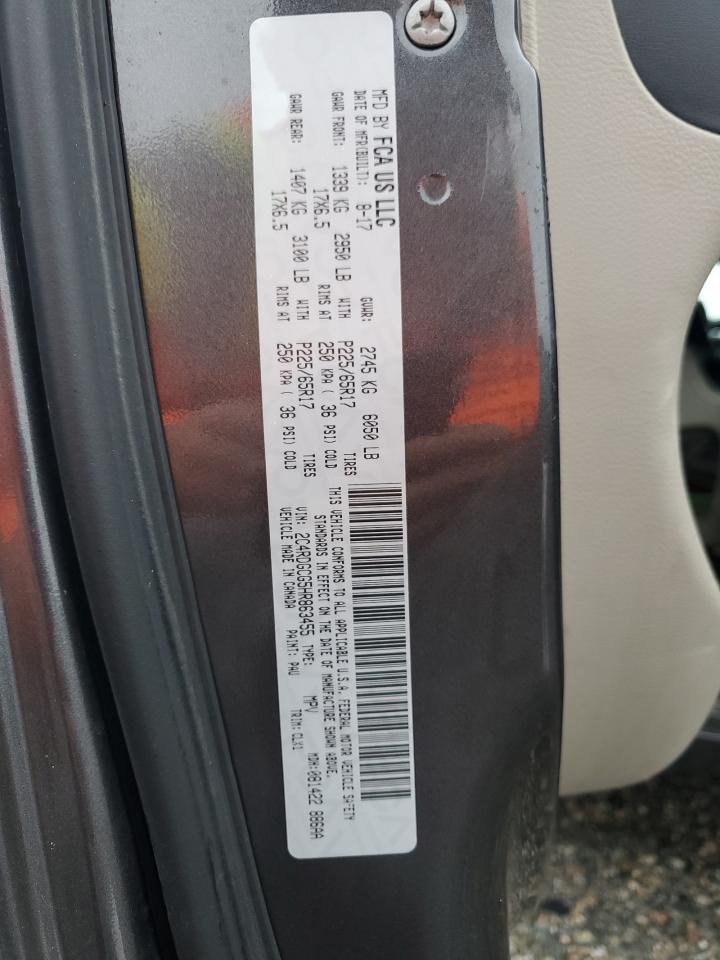 MFD BY FCA US LLC
DATE OF MFR(BUILT): 8-17 GVWR: 2745 KG 6050 LB
GAWR FRONT: 1339 KG 2950 LB WITH P225/65R17 TIRES
17X6.5 RIMS AT 250 KPA ( 36 PSI) COLD
GAWR REAR: 1407 KG 3100 LB WITH P225/65R17 TIRES
17X6.5 RIMS AT 250 KPA ( 36 PSI) COLD
THIS VEHICLE CONFORMS TO ALL APPLICABLE U.S.A. FEDERAL MOTOR VEHICLE SAFETY
STANDARDS IN EFFECT ON THE DATE OF MANUFACTURE SHOWN ABOVE.
VIN: 2C4RDGCG5HR863455 TYPE: MPV MDH:081422 886AA
VEHICLE MADE IN CANADA PAINT: PAU TRIM:CLX1